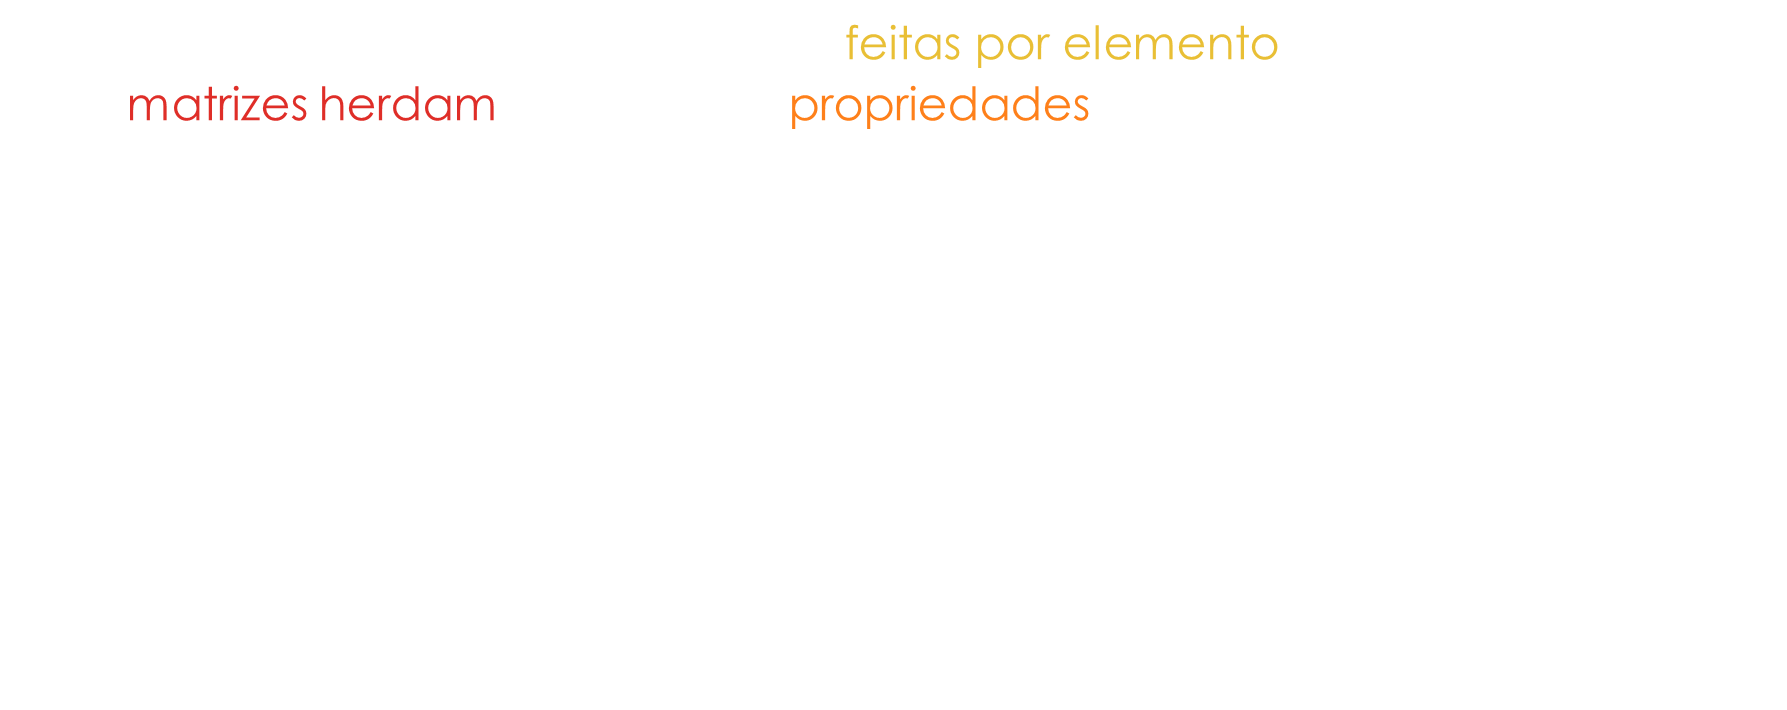 feitas por elemento
matrizes herdam propriedades